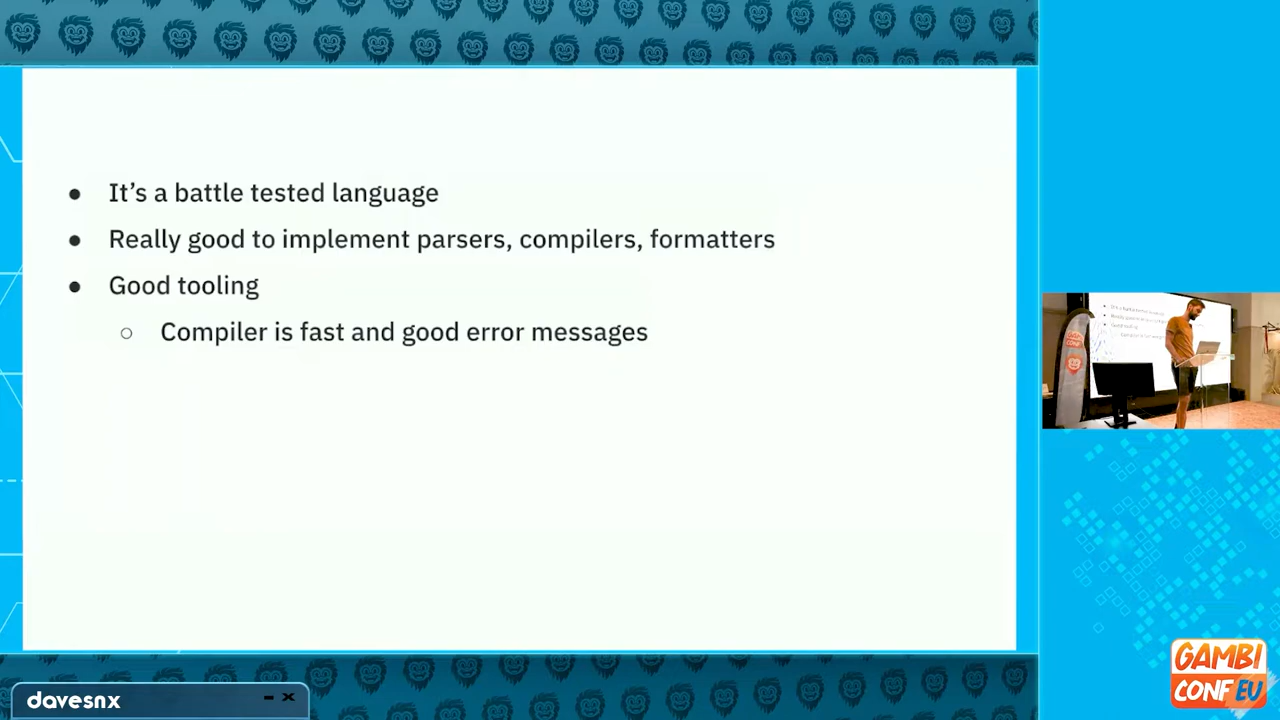 It's a battle tested language
Really good to implement parsers, compilers, formatters
Good tooling
Compiler is fast and good error messages
davesnx
GAMBI
CONF EU